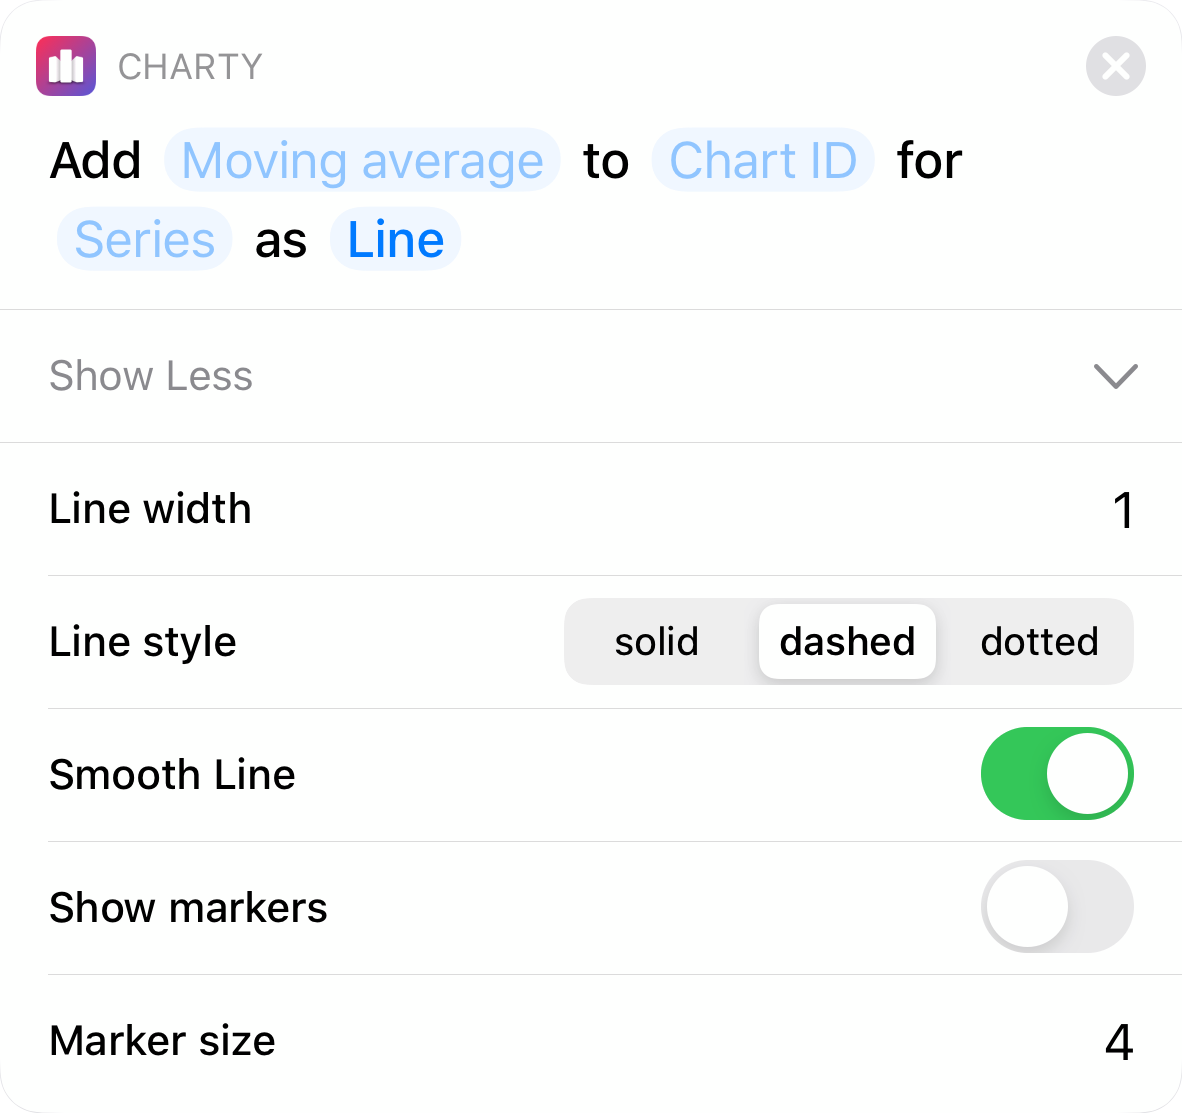 CHARTY
Add Moving average to Chart ID for
Series as Line
Show Less
Line width 1
Line style solid dashed dotted
Smooth Line
Show markers
Marker size 4